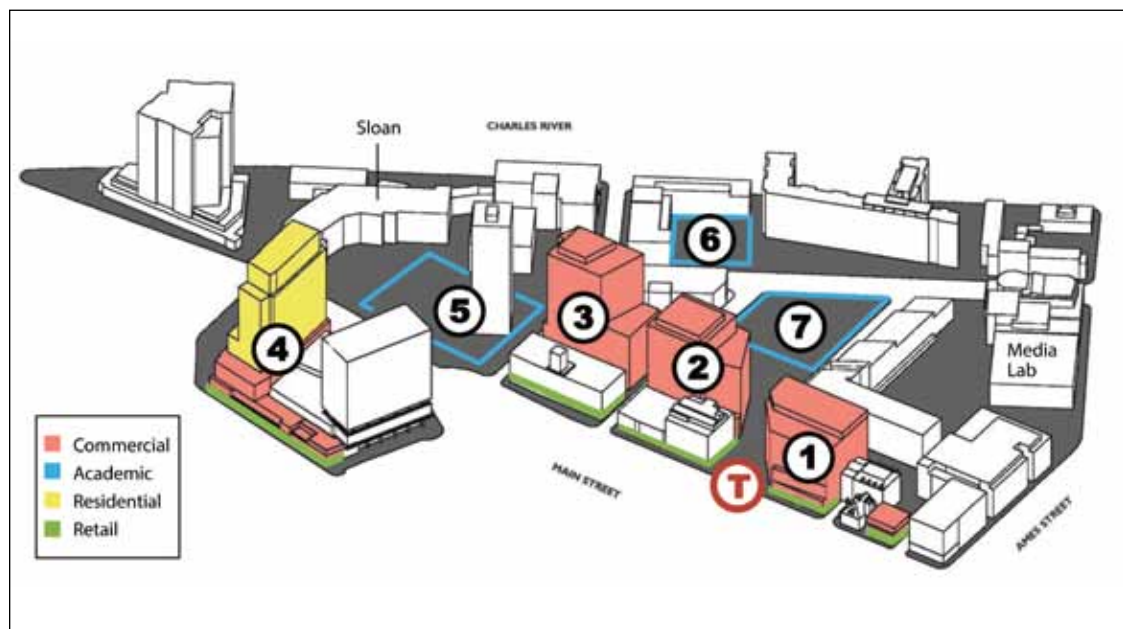 Sloan
CHARLES RIVER
6
5
3
7
4
2
Media
Lab
1
T
MAIN STREET
AMES STREET
Commercial
Academic
Residential
Retail